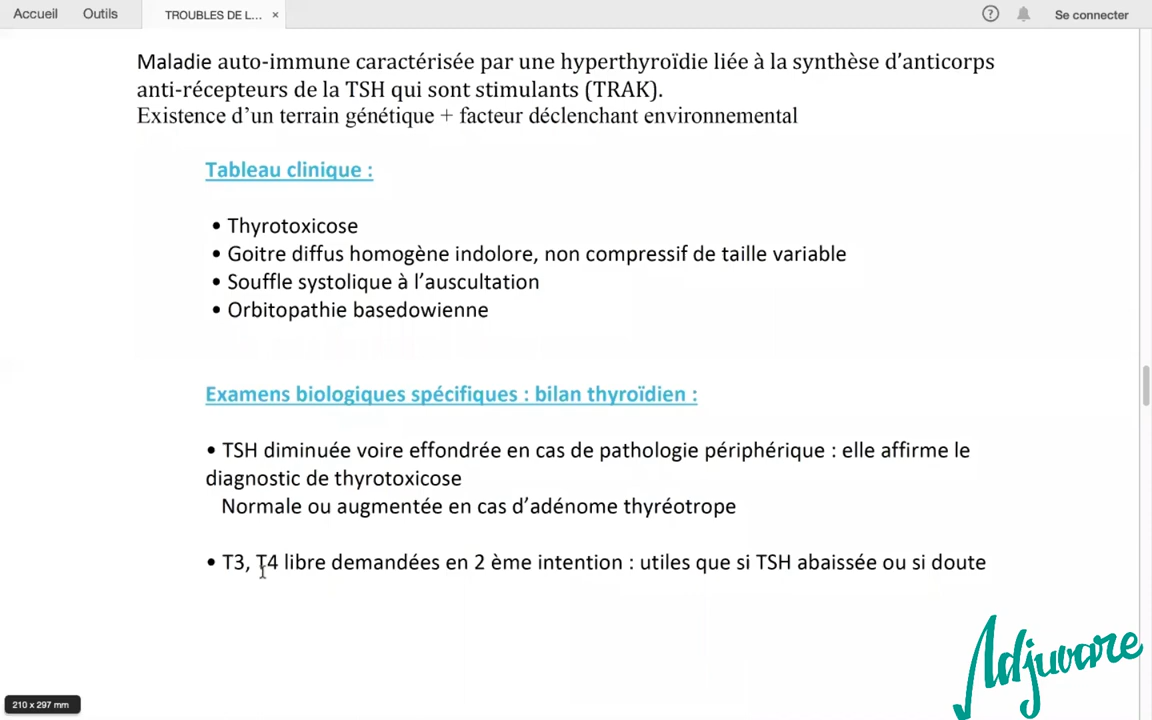 Accueil Outils TROUBLES DE L... × ? Se connecter
Maladie auto-immune caractérisée par une hyperthyroïdie liée à la synthèse d’anticorps
anti-récepteurs de la TSH qui sont stimulants (TRAK).
Existence d’un terrain génétique + facteur déclenchant environnemental
Tableau clinique :
• Thyrotoxicose
• Goitre diffus homogène indolore, non compressif de taille variable
• Souffle systolique à l’auscultation
• Orbitopathie basedowienne
Examens biologiques spécifiques : bilan thyroïdien :
• TSH diminuée voire effondrée en cas de pathologie périphérique : elle affirme le
diagnostic de thyrotoxicose
Normale ou augmentée en cas d’adénome thyréotrope
• T3, T4 libre demandées en 2 ème intention : utiles que si TSH abaissée ou si doute
Adjuvare
210 x 297 mm